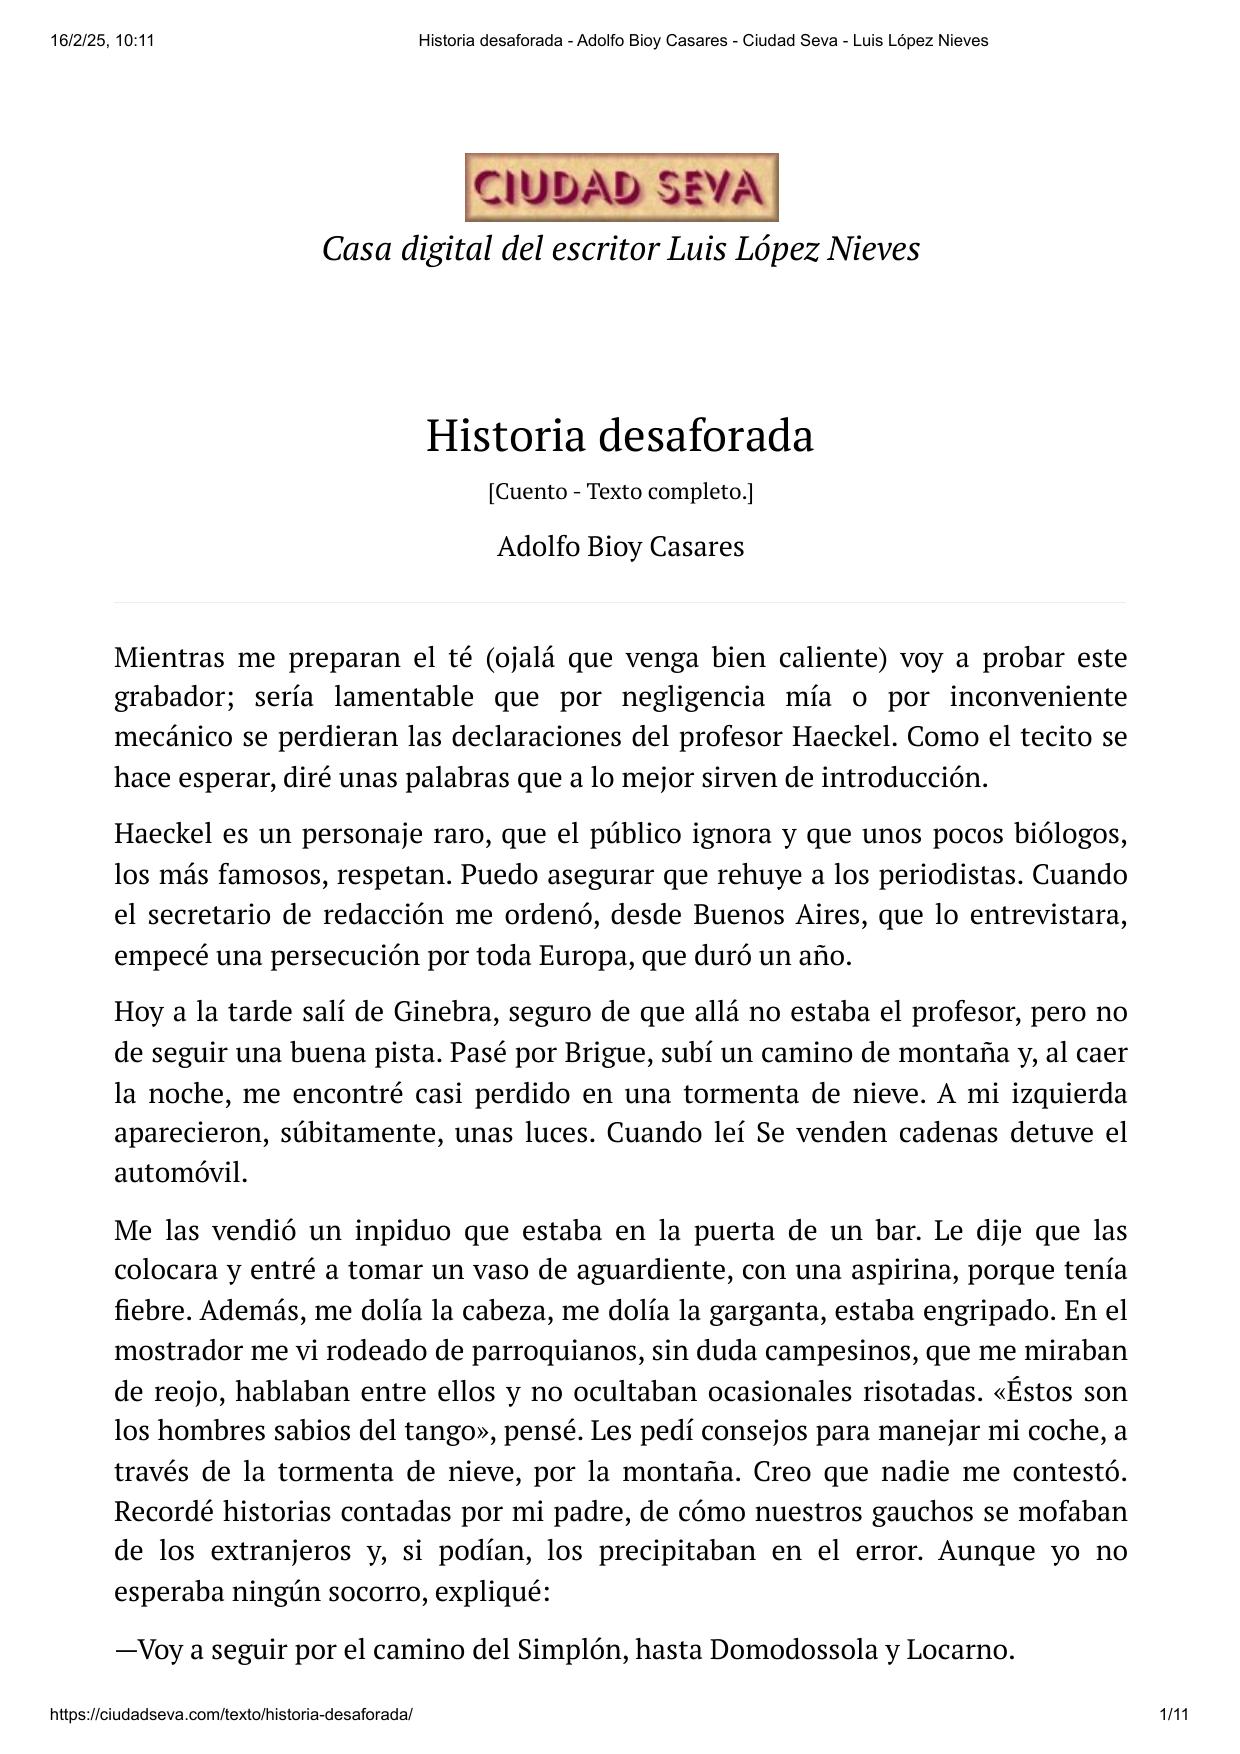 16/2/25, 10:11
Historia desaforada - Adolfo Bioy Casares - Ciudad Seva - Luis López Nieves
CIUDAD SEVA
Casa digital del escritor Luis López Nieves
Historia desaforada
[Cuento - Texto completo.]
Adolfo Bioy Casares
Mientras me preparan el té (ojalá que venga bien caliente) voy a probar este
grabador; sería lamentable que por negligencia mía o por inconveniente
mecánico se perdieran las declaraciones del profesor Haeckel. Como el tecito se
hace esperar, diré unas palabras que a lo mejor sirven de introducción.
Haeckel es un personaje raro, que el público ignora y que unos pocos biólogos,
los más famosos, respetan. Puedo asegurar que rehuye a los periodistas. Cuando
el secretario de redacción me ordenó, desde Buenos Aires, que lo entrevistara,
empecé una persecución por toda Europa, que duró un año.
Hoy a la tarde salí de Ginebra, seguro de que allá no estaba el profesor, pero no
de seguir una buena pista. Pasé por Brigue, subí un camino de montaña y, al caer
la noche, me encontré casi perdido en una tormenta de nieve. A mi izquierda
aparecieron, súbitamente, unas luces. Cuando leí Se venden cadenas detuve el
automóvil.
Me las vendió un inpiduo que estaba en la puerta de un bar. Le dije que las
colocara y entré a tomar un vaso de aguardiente, con una aspirina, porque tenía
fiebre. Además, me dolía la cabeza, me dolía la garganta, estaba engripado. En el
mostrador me vi rodeado de parroquianos, sin duda campesinos, que me miraban
de reojo, hablaban entre ellos y no ocultaban ocasionales risotadas. «Éstos son
los hombres sabios del tango», pensé. Les pedí consejos para manejar mi coche, a
través de la tormenta de nieve, por la montaña. Creo que nadie me contestó.
Recordé historias contadas por mi padre, de cómo nuestros gauchos se mofaban
de los extranjeros y, si podían, los precipitaban en el error. Aunque yo no
esperaba ningún socorro, expliqué:
—Voy a seguir por el camino del Simplón, hasta Domodossola y Locarno.
https://ciudadseva.com/texto/historia-desaforada/
1/11